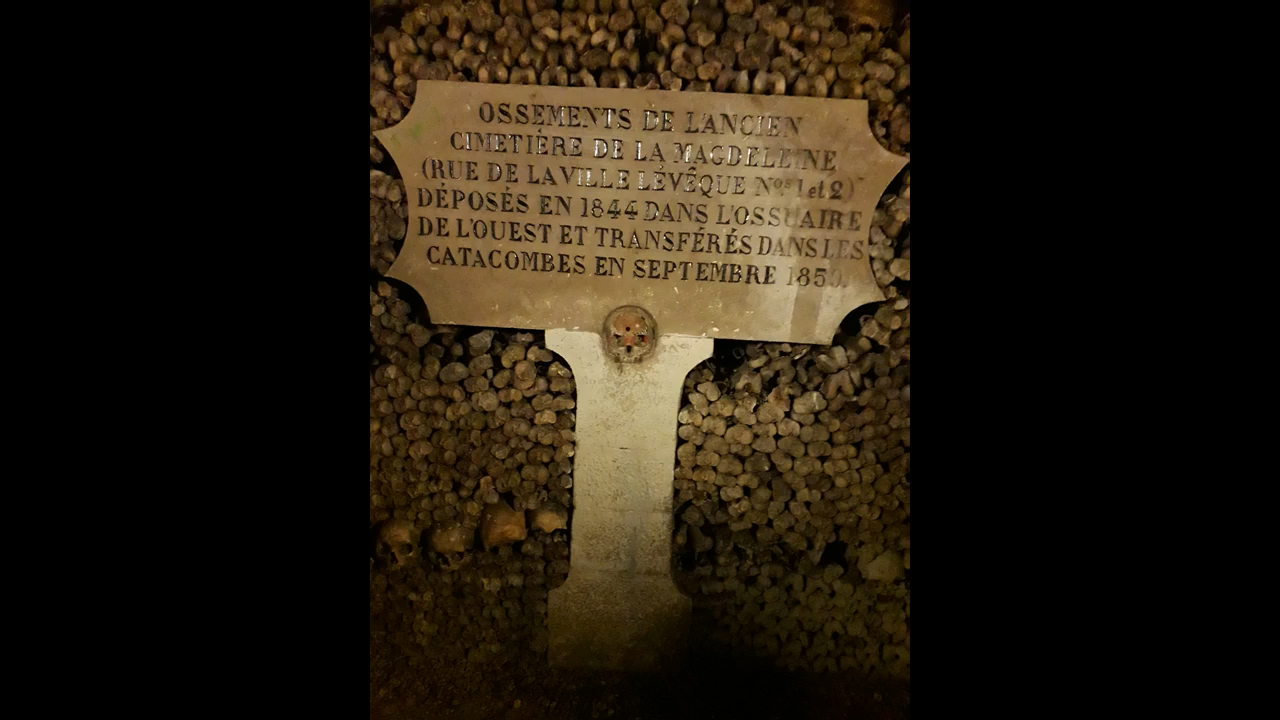 OSSEMENTS DE L'ANCIEN
CIMETIÈRE DE LA MAGDELEINE
(RUE DE LA VILLE LÉVÊQUE Nos 1 et 2)
DÉPOSÉS EN 1844 DANS L'OSSUAIRE
DE L'OUEST ET TRANSFÉRÉS DANS LES
CATACOMBES EN SEPTEMBRE 1859.